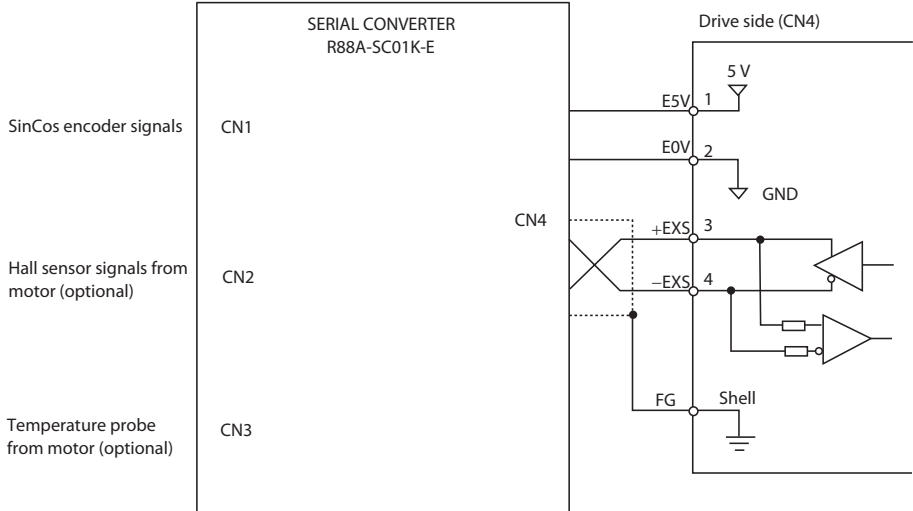 SERIAL CONVERTER
R88A-SC01K-E
Drive side (CN4)
5 V
E5V 1
SinCos encoder signals
CN1
E0V 2
GND
CN4
+EXS 3
Hall sensor signals from
motor (optional)
CN2
−EXS 4
FG Shell
Temperature probe
from motor (optional)
CN3